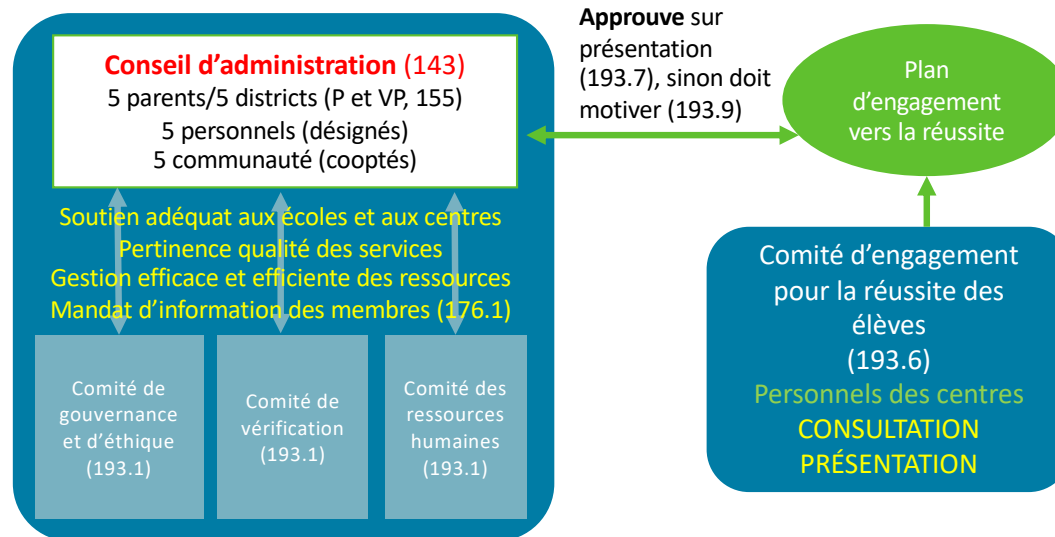 Conseil d’administration (143)
5 parents/5 districts (P et VP, 155)
5 personnels (désignés)
5 communauté (cooptés)
Soutien adéquat aux écoles et aux centres
Pertinence qualité des services
Gestion efficace et efficiente des ressources
Mandat d’information des membres (176.1)
Comité de
gouvernance
et d’éthique
(193.1)
Comité de
vérification
(193.1)
Comité des
ressources
humaines
(193.1)
Approuve sur
présentation
(193.7), sinon doit
motiver (193.9)
Plan
d’engagement
vers la réussite
Comité d’engagement
pour la réussite des
élèves
(193.6)
Personnels des centres
CONSULTATION
PRÉSENTATION